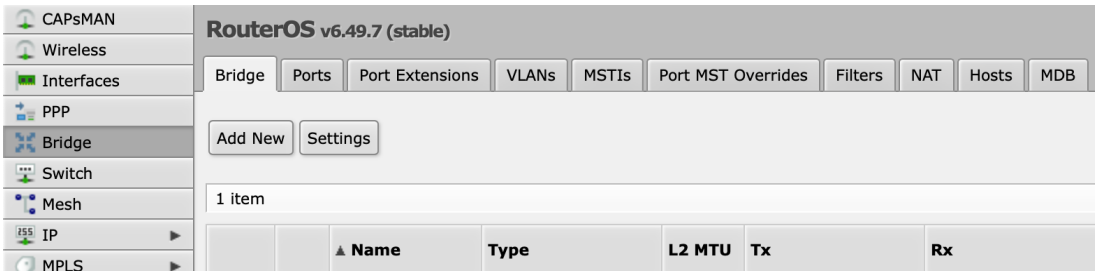 CAPsMAN
Wireless
Interfaces
PPP
Bridge
Switch
Mesh
255 IP
MPLS
RouterOS v6.49.7 (stable)
Bridge Ports Port Extensions VLANs MSTIs Port MST Overrides Filters NAT Hosts MDB
Add New Settings
1 item
Name Type L2 MTU Tx Rx